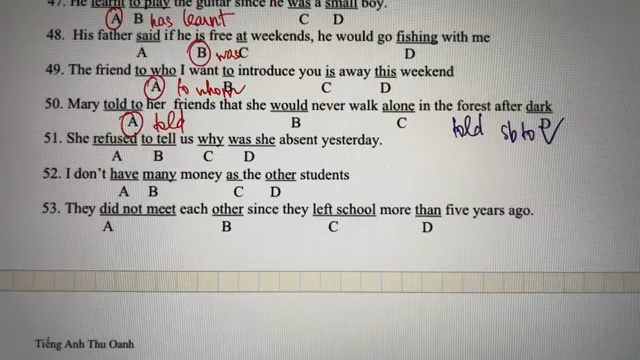 47. He learnt to play the guitar since he was a small boy.
A B has learnt C D
48. His father said if he is free at weekends, he would go fishing with me
A B was C D
49. The friend to who I want to introduce you is away this weekend
A to whom B C D
50. Mary told to her friends that she would never walk alone in the forest after dark
A told B C D
told sb to V
51. She refused to tell us why was she absent yesterday.
A B C D
52. I don't have many money as the other students
A B C D
53. They did not meet each other since they left school more than five years ago.
A B C D
Tiếng Anh Thu Oanh